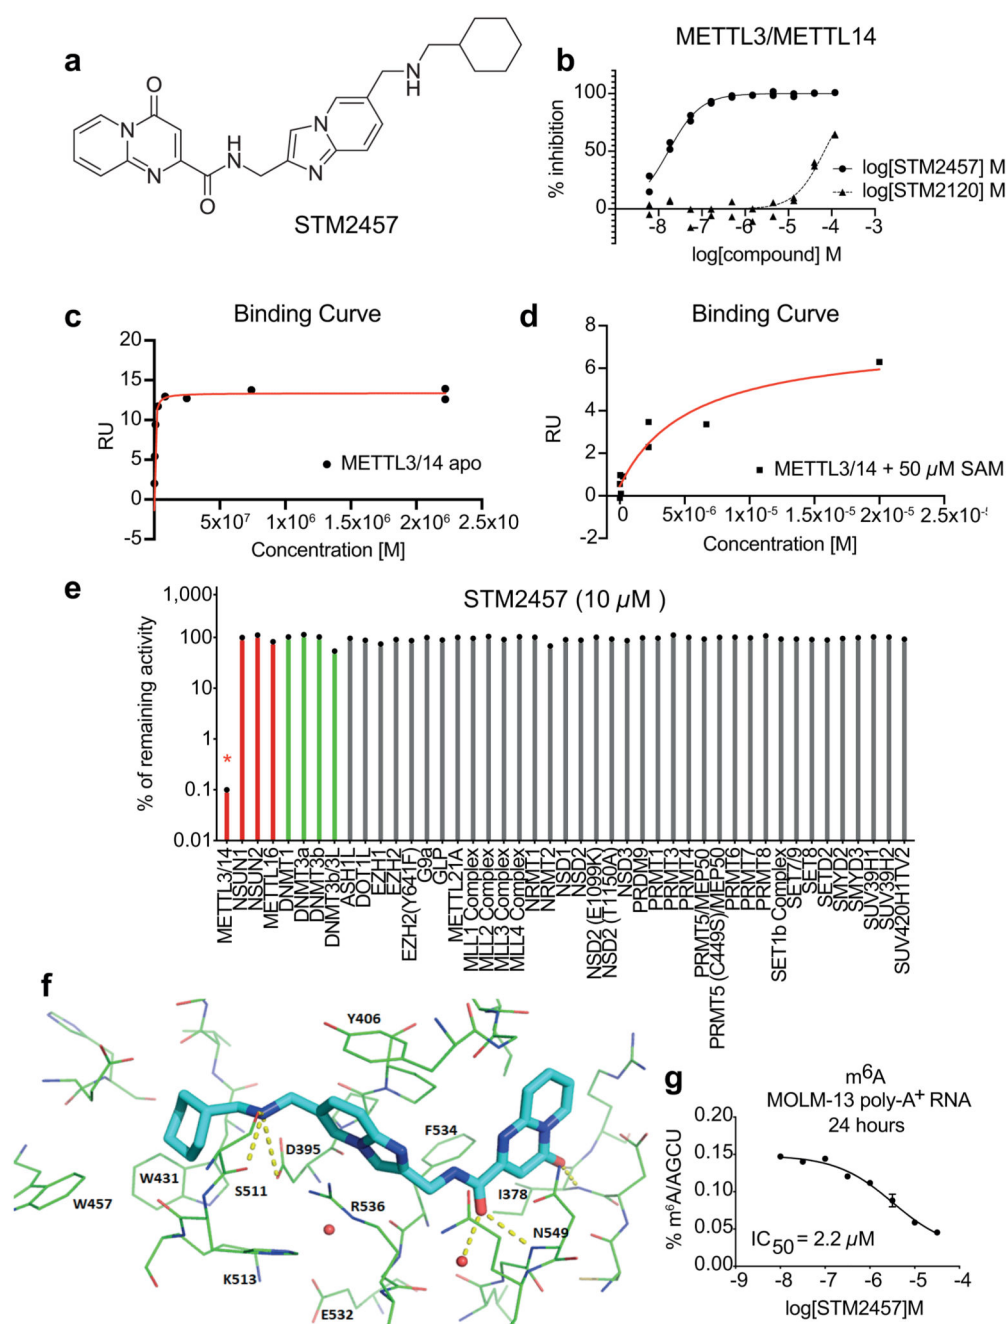 a
O
N
N
H
N
O
N
N
H
N
STM2457
b
METTL3/METTL14
% inhibition
100
50
0
-8 -7 -6 -5 -4 -3
log[STM2457] M
log[STM2120] M
log[compound] M
c
Binding Curve
RU
20
15
10
5
0
-5
METTL3/14 apo
5x10⁷ 1x10⁶ 1.5x10⁶ 2x10⁶ 2.5x10
Concentration [M]
d
Binding Curve
RU
8
6
4
2
0
-2
METTL3/14 + 50 µM SAM
0 5x10⁻⁶ 1x10⁻⁵ 1.5x10⁻⁵ 2x10⁻⁵ 2.5x10⁻⁵
Concentration [M]
e
STM2457 (10 µM )
% of remaining activity
1,000
100
10
1
0.1
0.01
*
METTL3/14
NSUN1
NSUN2
METTL16
DNMT1
DNMT3a
DNMT3b
DNMT3b/3L
ASH1L
DOT1L
EZH1
EZH2
EZH2(Y641F)
G9a
GLP
METTL21A
MLL1 Complex
MLL2 Complex
MLL3 Complex
MLL4 Complex
NRMT1
NRMT2
NSD1
NSD2
NSD2 (E1099K)
NSD2 (T1150A)
NSD3
PRDM9
PRMT1
PRMT3
PRMT4
PRMT5/MEP50
PRMT5 (C449S)/MEP50
PRMT6
PRMT7
PRMT8
SET1b Complex
SET7/9
SET8
SETD2
SMYD2
SMYD3
SUV39H1
SUV39H2
SUV420H1TV2
f
Y406
D395
F534
W431
S511
I378
W457
R536
N549
K513
E532
g
m⁶A
MOLM-13 poly-A⁺ RNA
24 hours
% m⁶A/AGCU
0.20
0.15
0.10
0.05
0.00
IC₅₀ = 2.2 µM
-9 -8 -7 -6 -5 -4
log[STM2457]M